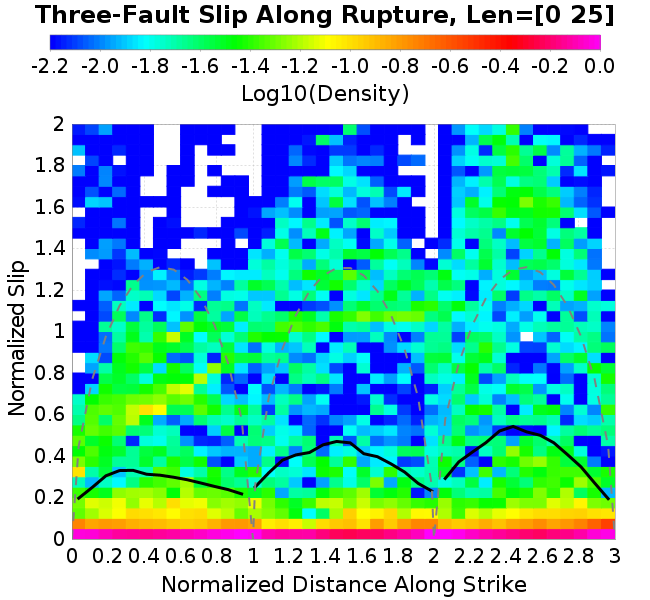 Three-Fault Slip Along Rupture, Len=[0 25]
-2.2 -2.0 -1.8 -1.6 -1.4 -1.2 -1.0 -0.8 -0.6 -0.4 -0.2 0.0
Log10(Density)
2
1.8
1.6
1.4
1.2
1
0.8
0.6
0.4
0.2
0
Normalized Slip
0 0.2 0.4 0.6 0.8 1 1.2 1.4 1.6 1.8 2 2.2 2.4 2.6 2.8 3
Normalized Distance Along Strike